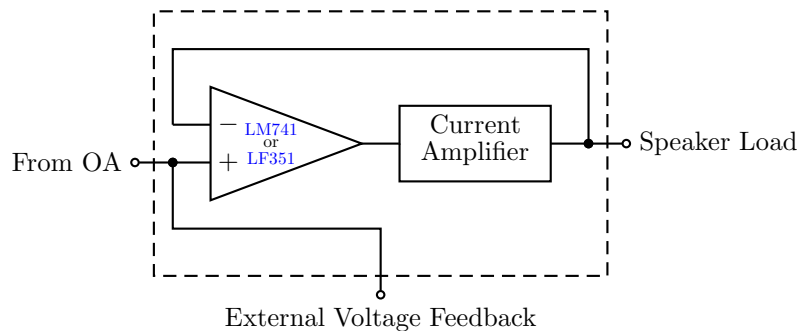 −
LM741
or
LF351
+
Current
Amplifier
Speaker Load
From OA
External Voltage Feedback